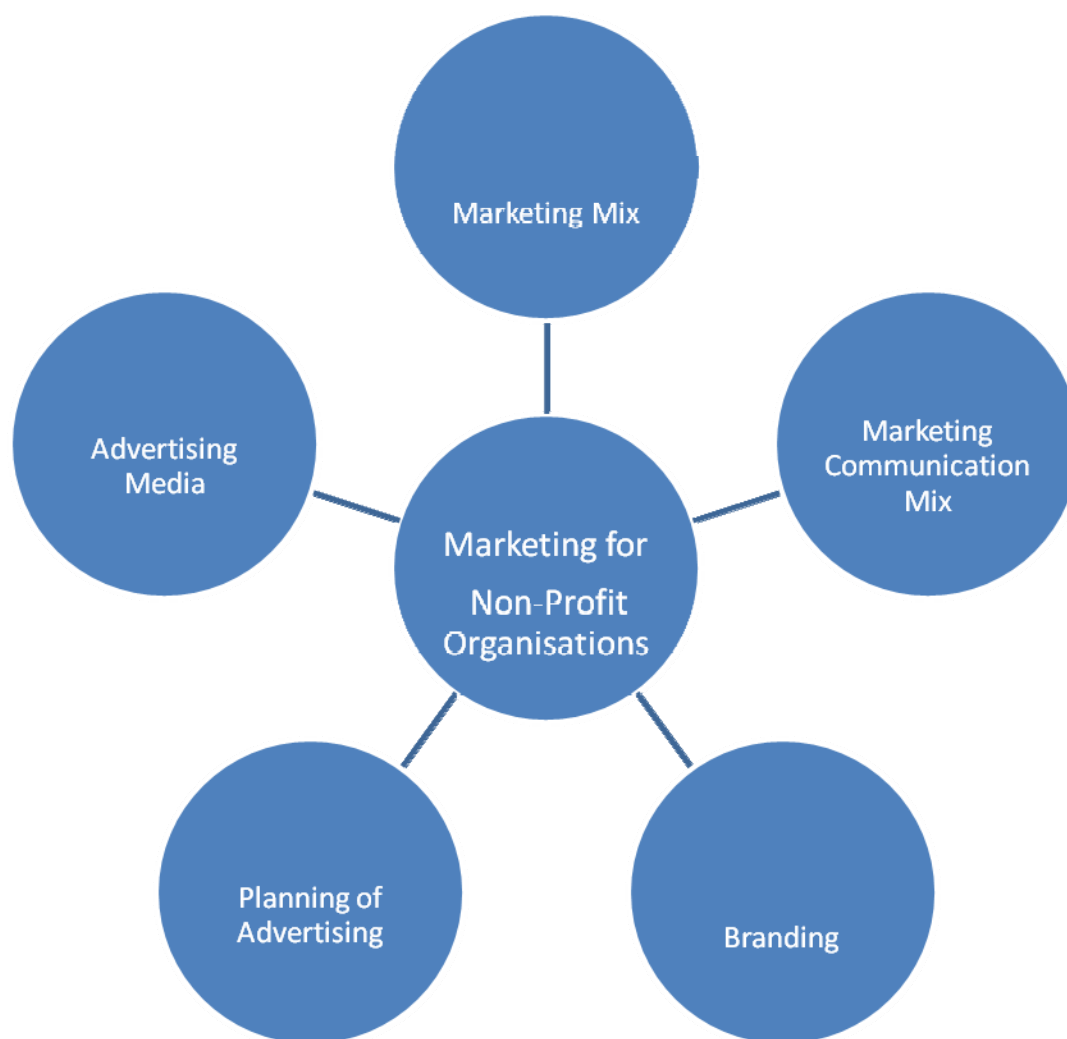 Marketing Mix
Marketing
Communication
Mix
Branding
Planning of
Advertising
Advertising
Media
Marketing for
Non-Profit
Organisations